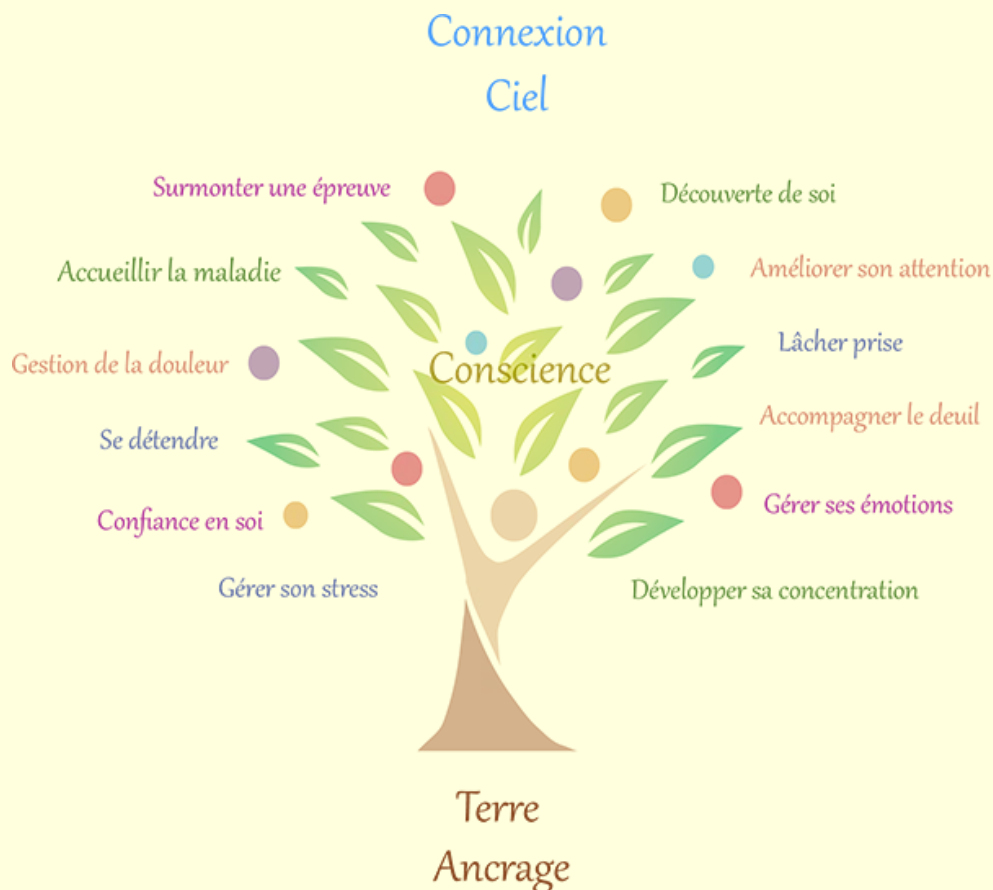 Connexion
Ciel
Surmonter une épreuve
Découverte de soi
Accueillir la maladie
Améliorer son attention
Lâcher prise
Gestion de la douleur
Conscience
Accompagner le deuil
Se détendre
Gérer ses émotions
Confiance en soi
Gérer son stress
Développer sa concentration
Terre
Ancrage